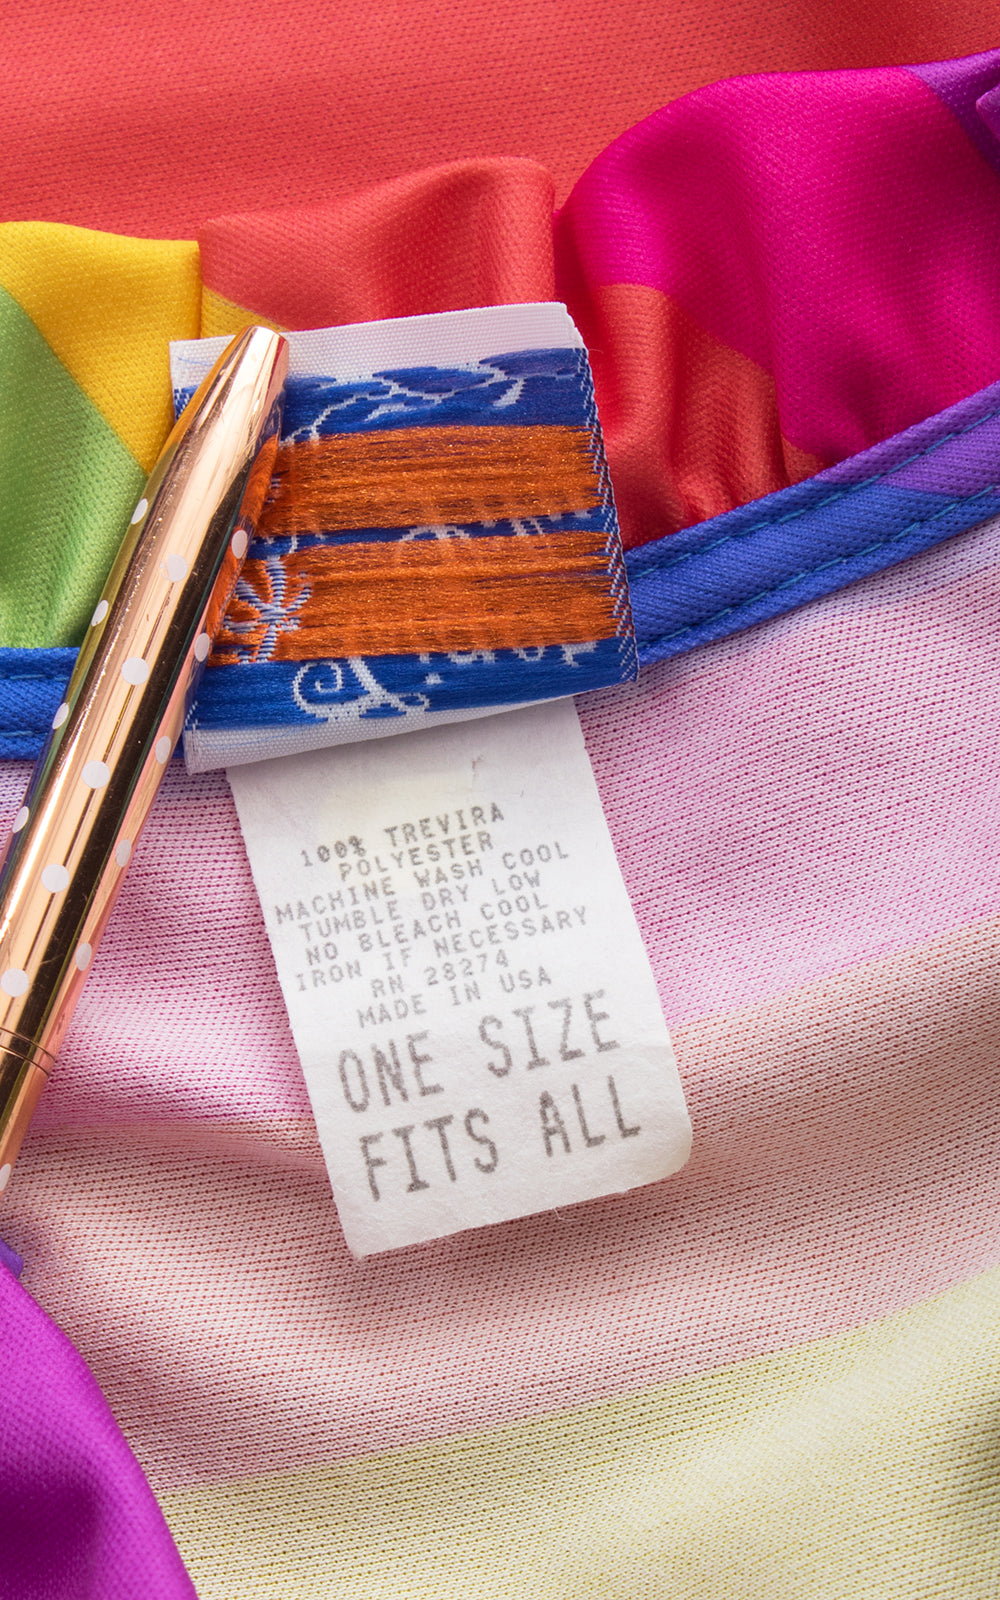 100% TREVIRA
POLYESTER
MACHINE WASH COOL
TUMBLE DRY LOW
NO BLEACH COOL
IRON IF NECESSARY
RN 28274
MADE IN USA
ONE SIZE
FITS ALL